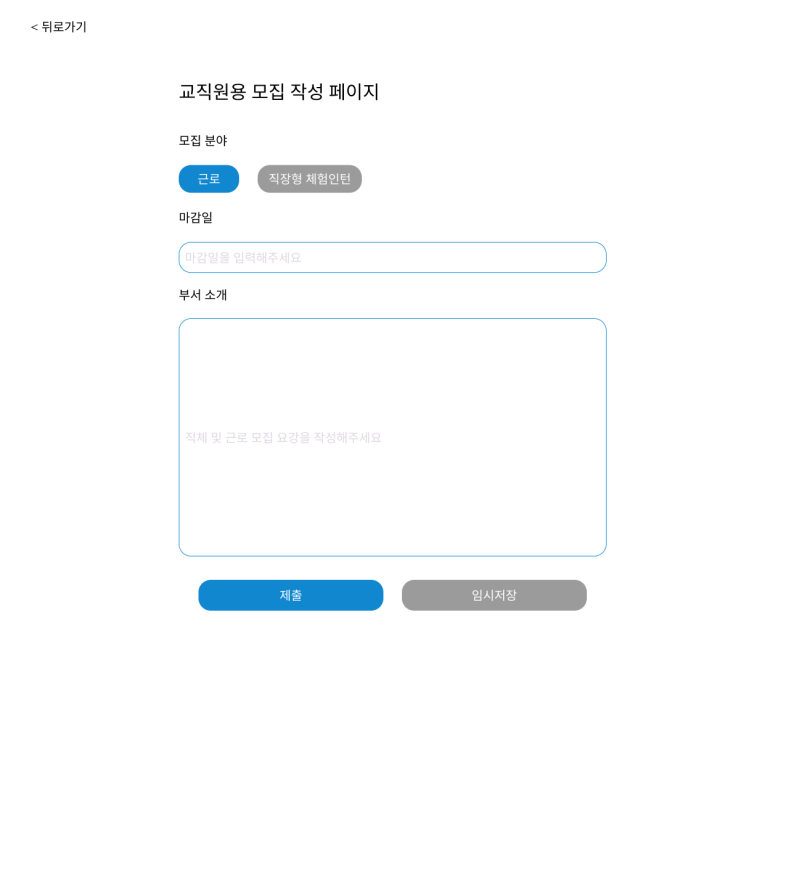 < 뒤로가기
교직원용 모집 작성 페이지
모집 분야
근로 직장형 체험인턴
마감일
마감일을 입력해주세요
부서 소개
직체 및 근로 모집 요강을 작성해주세요
제출 임시저장